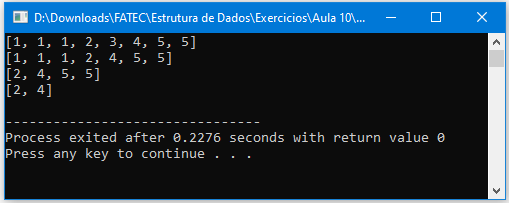 D:\Downloads\FATEC\Estrutura de Dados\Exercicios\Aula 10\...
[1, 1, 1, 2, 3, 4, 5, 5]
[1, 1, 1, 2, 4, 5, 5]
[2, 4, 5, 5]
[2, 4]
--------------------------------
Process exited after 0.2276 seconds with return value 0
Press any key to continue . . .